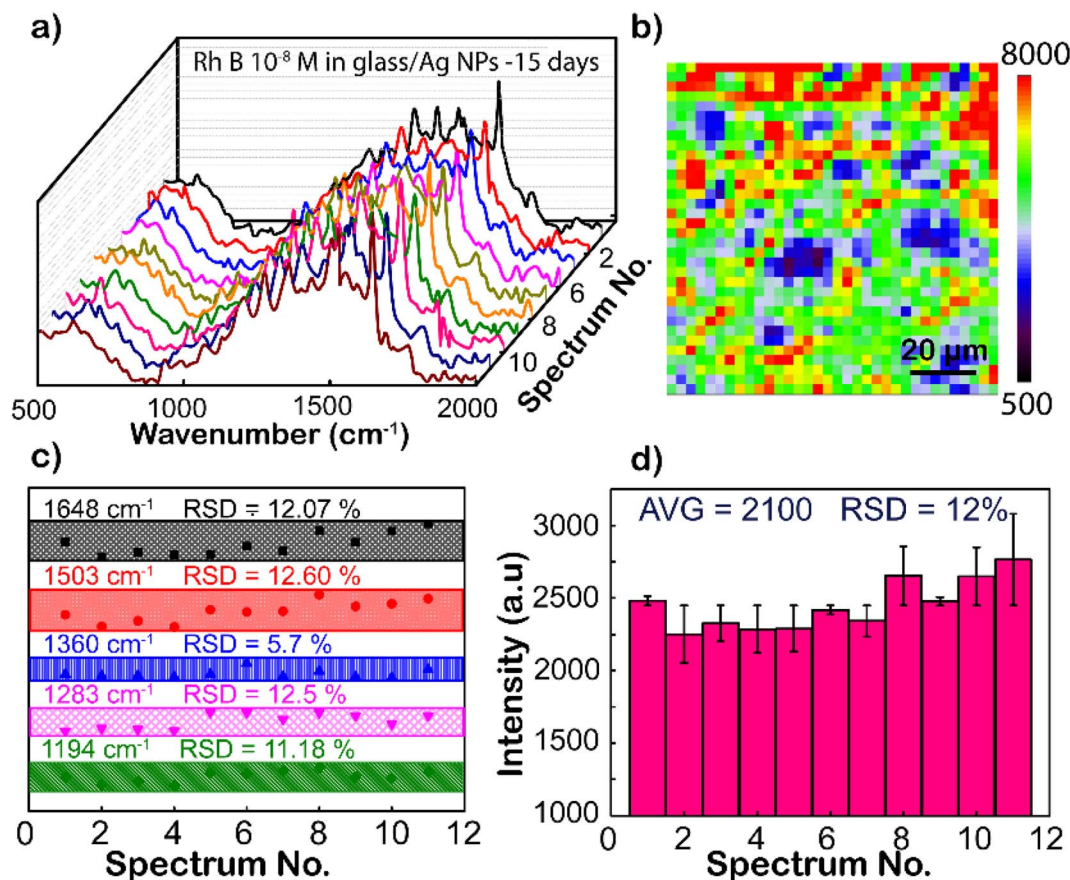 a)
Rh B 10⁻⁸ M in glass/Ag NPs -15 days
2
6
8
10
Spectrum No.
500
1000
1500
2000
Wavenumber (cm⁻¹)
b)
8000
20 µm
500
c)
1648 cm⁻¹ RSD = 12.07 %
1503 cm⁻¹ RSD = 12.60 %
1360 cm⁻¹ RSD = 5.7 %
1283 cm⁻¹ RSD = 12.5 %
1194 cm⁻¹ RSD = 11.18 %
0 2 4 6 8 10 12
Spectrum No.
d)
AVG = 2100 RSD = 12%
3000
2500
2000
1500
1000
Intensity (a.u)
0 2 4 6 8 10 12
Spectrum No.